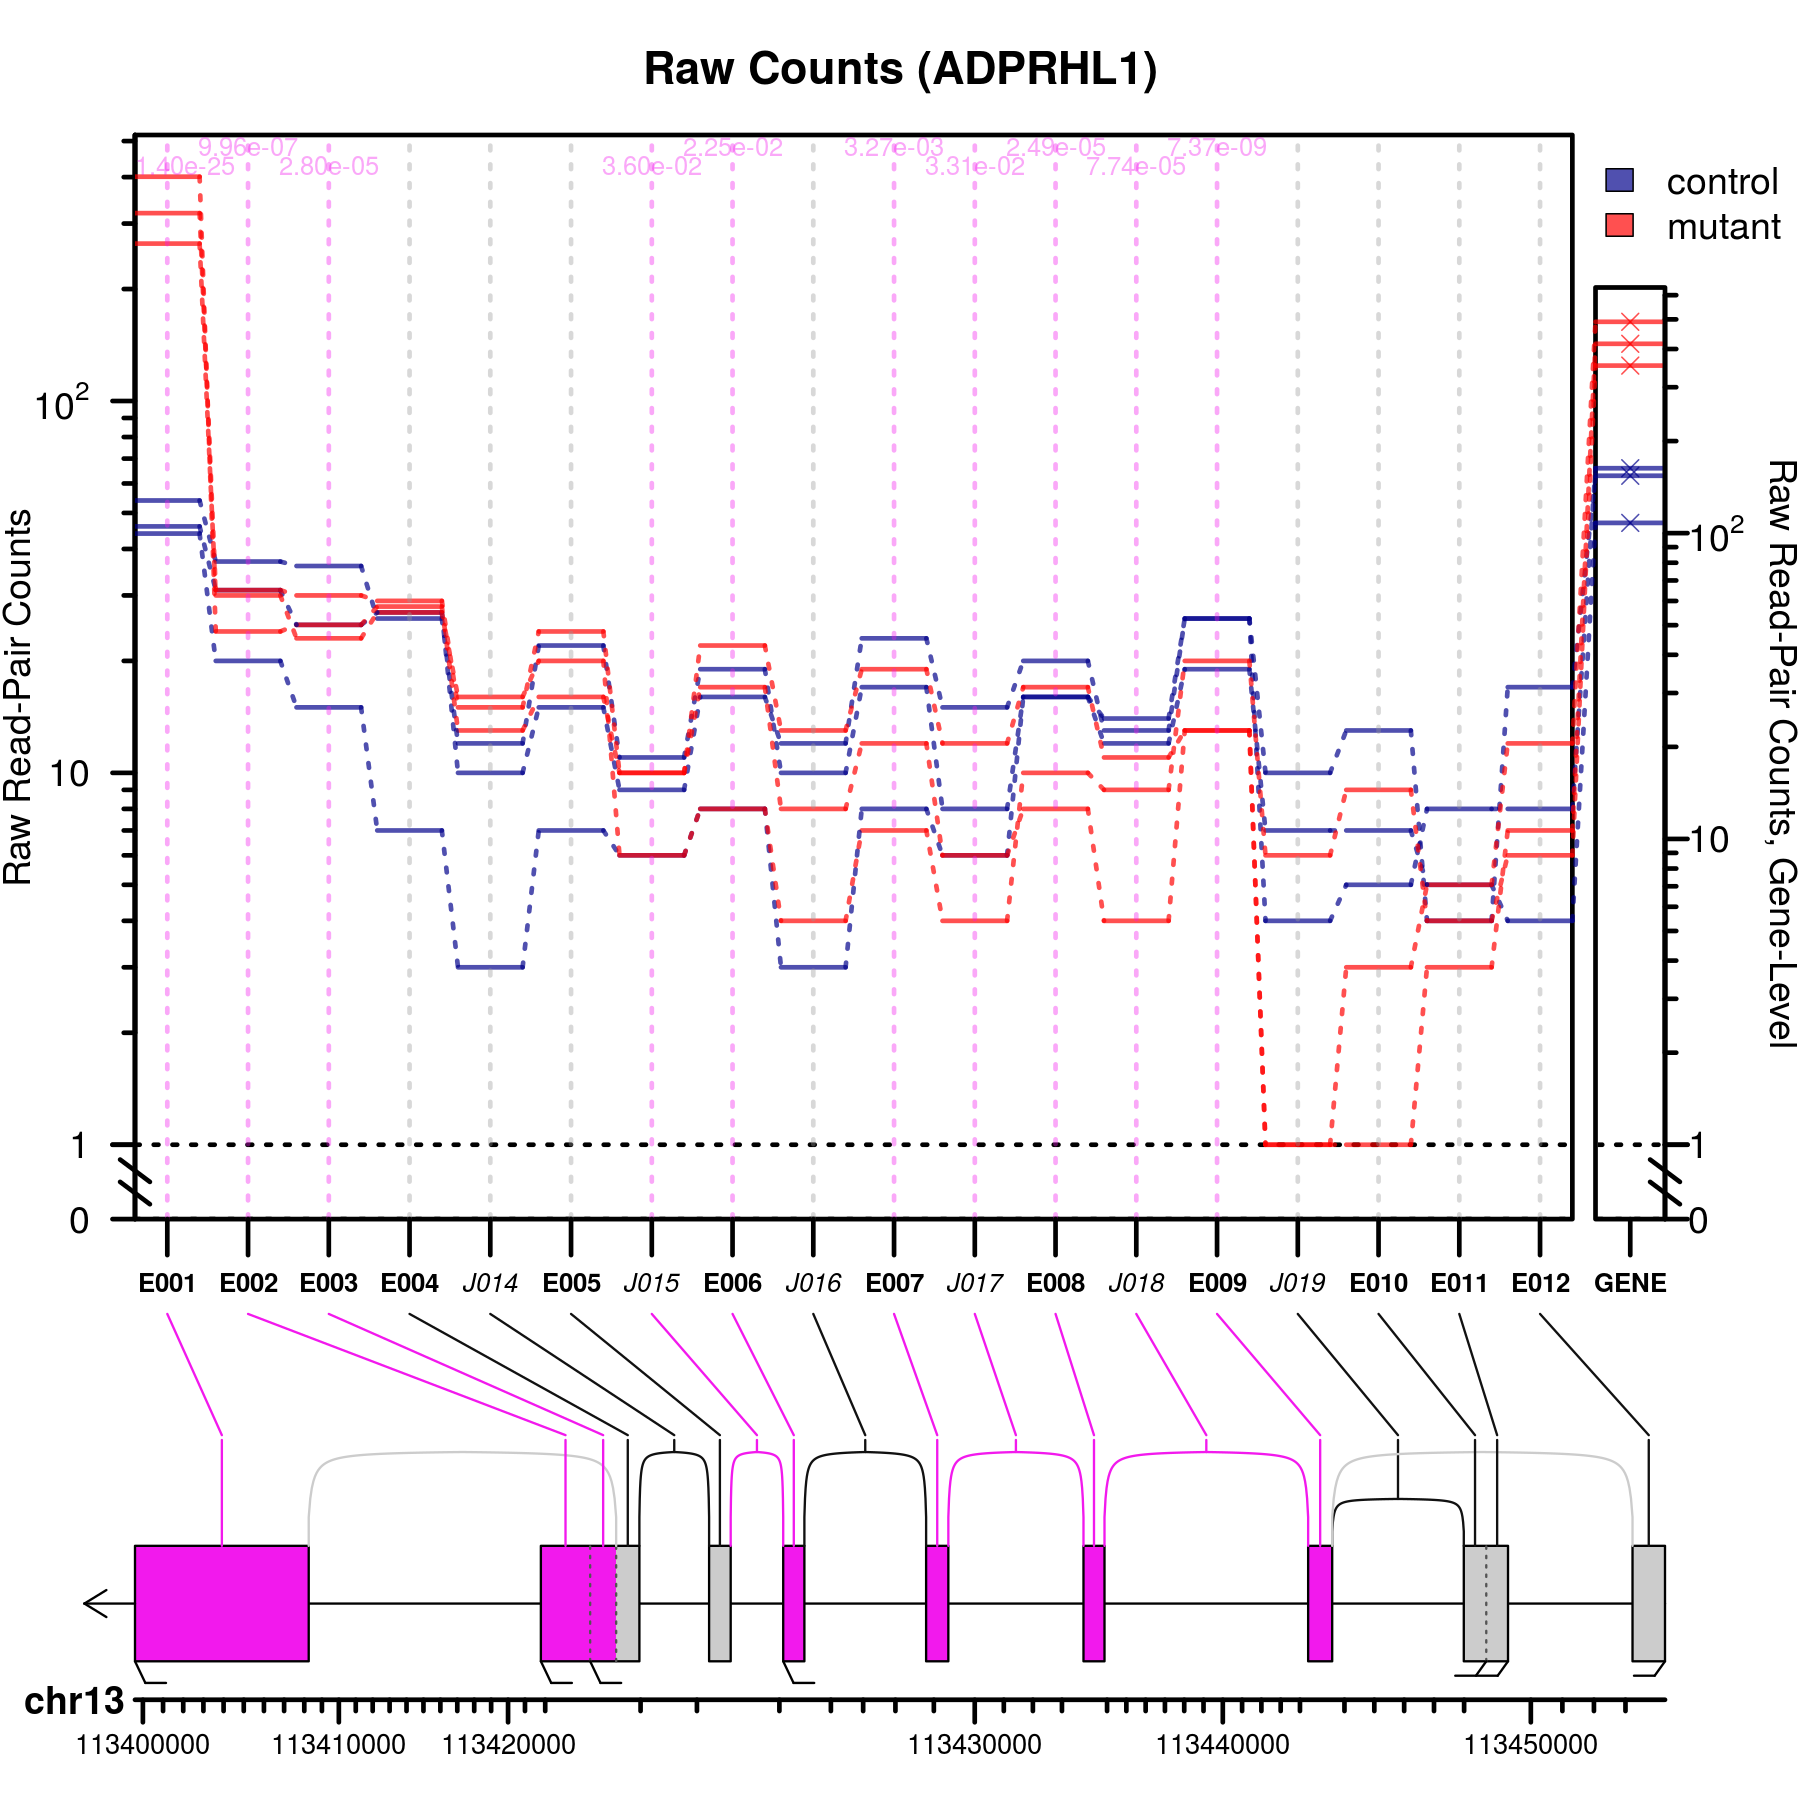 Raw Counts (ADPRHL1)
9.96e-07 2.25e-02 3.27e-03 2.49e-05 7.37e-09
1.40e-25 2.80e-05 3.60e-02 3.31e-02 7.74e-05
control
mutant
Raw Read-Pair Counts
10²
10
1
0
Raw Read-Pair Counts, Gene-Level
10²
10
1
0
E001 E002 E003 E004 J014 E005 J015 E006 J016 E007 J017 E008 J018 E009 J019 E010 E011 E012 GENE
chr13
113400000 113410000 113420000 113430000 113440000 113450000